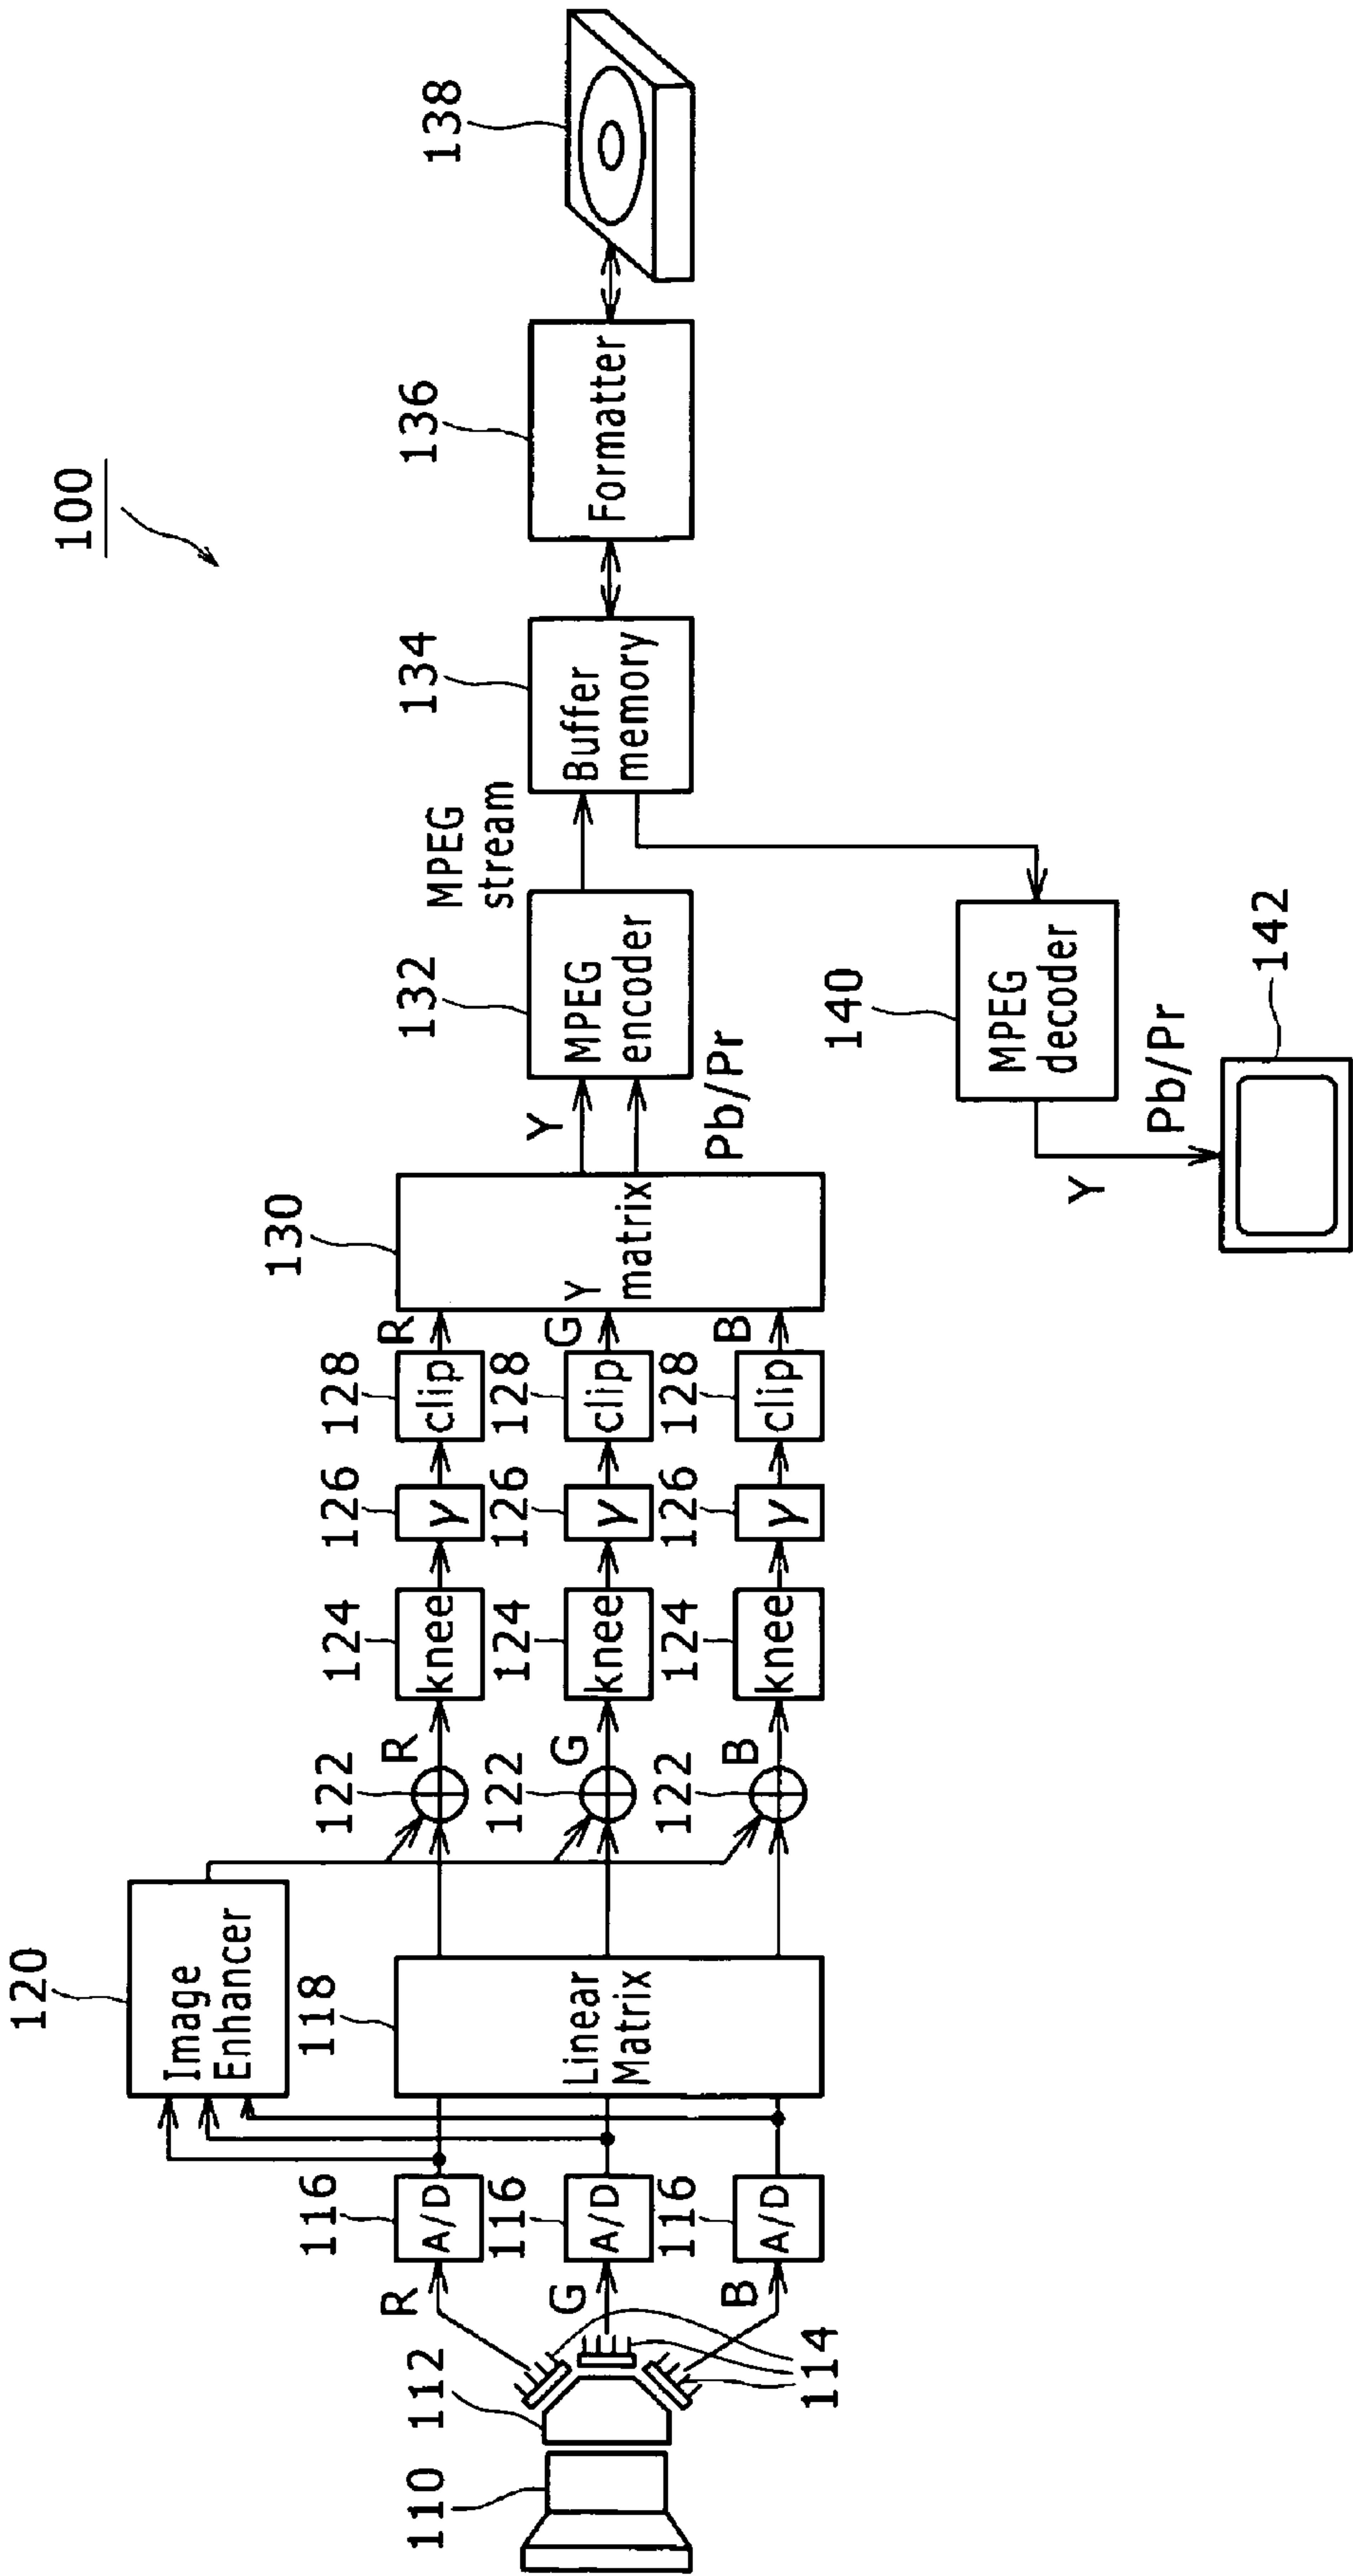 100
120
Image
Enhancer
118
Linear
Matrix
110
112
114
R
G
B
116
116
116
A/D
A/D
A/D
122
122
122
R
G
B
124
124
124
knee
knee
knee
126
126
126
γ
γ
γ
128
128
128
clip
clip
clip
R
G
B
130
Y
matrix
Y
Pb/Pr
132
MPEG
encoder
MPEG
stream
134
Buffer
memory
136
Formatter
138
140
MPEG
decoder
Y
Pb/Pr
142